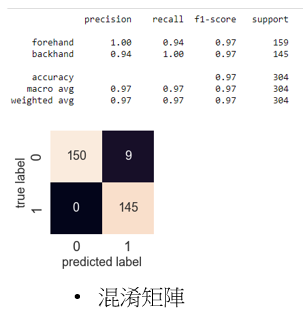 precision recall f1-score support
forehand 1.00 0.94 0.97 159
backhand 0.94 1.00 0.97 145
accuracy 0.97 304
macro avg 0.97 0.97 0.97 304
weighted avg 0.97 0.97 0.97 304
true label
0 150 9
1 0 145
0 1
predicted label
• 混淆矩陣